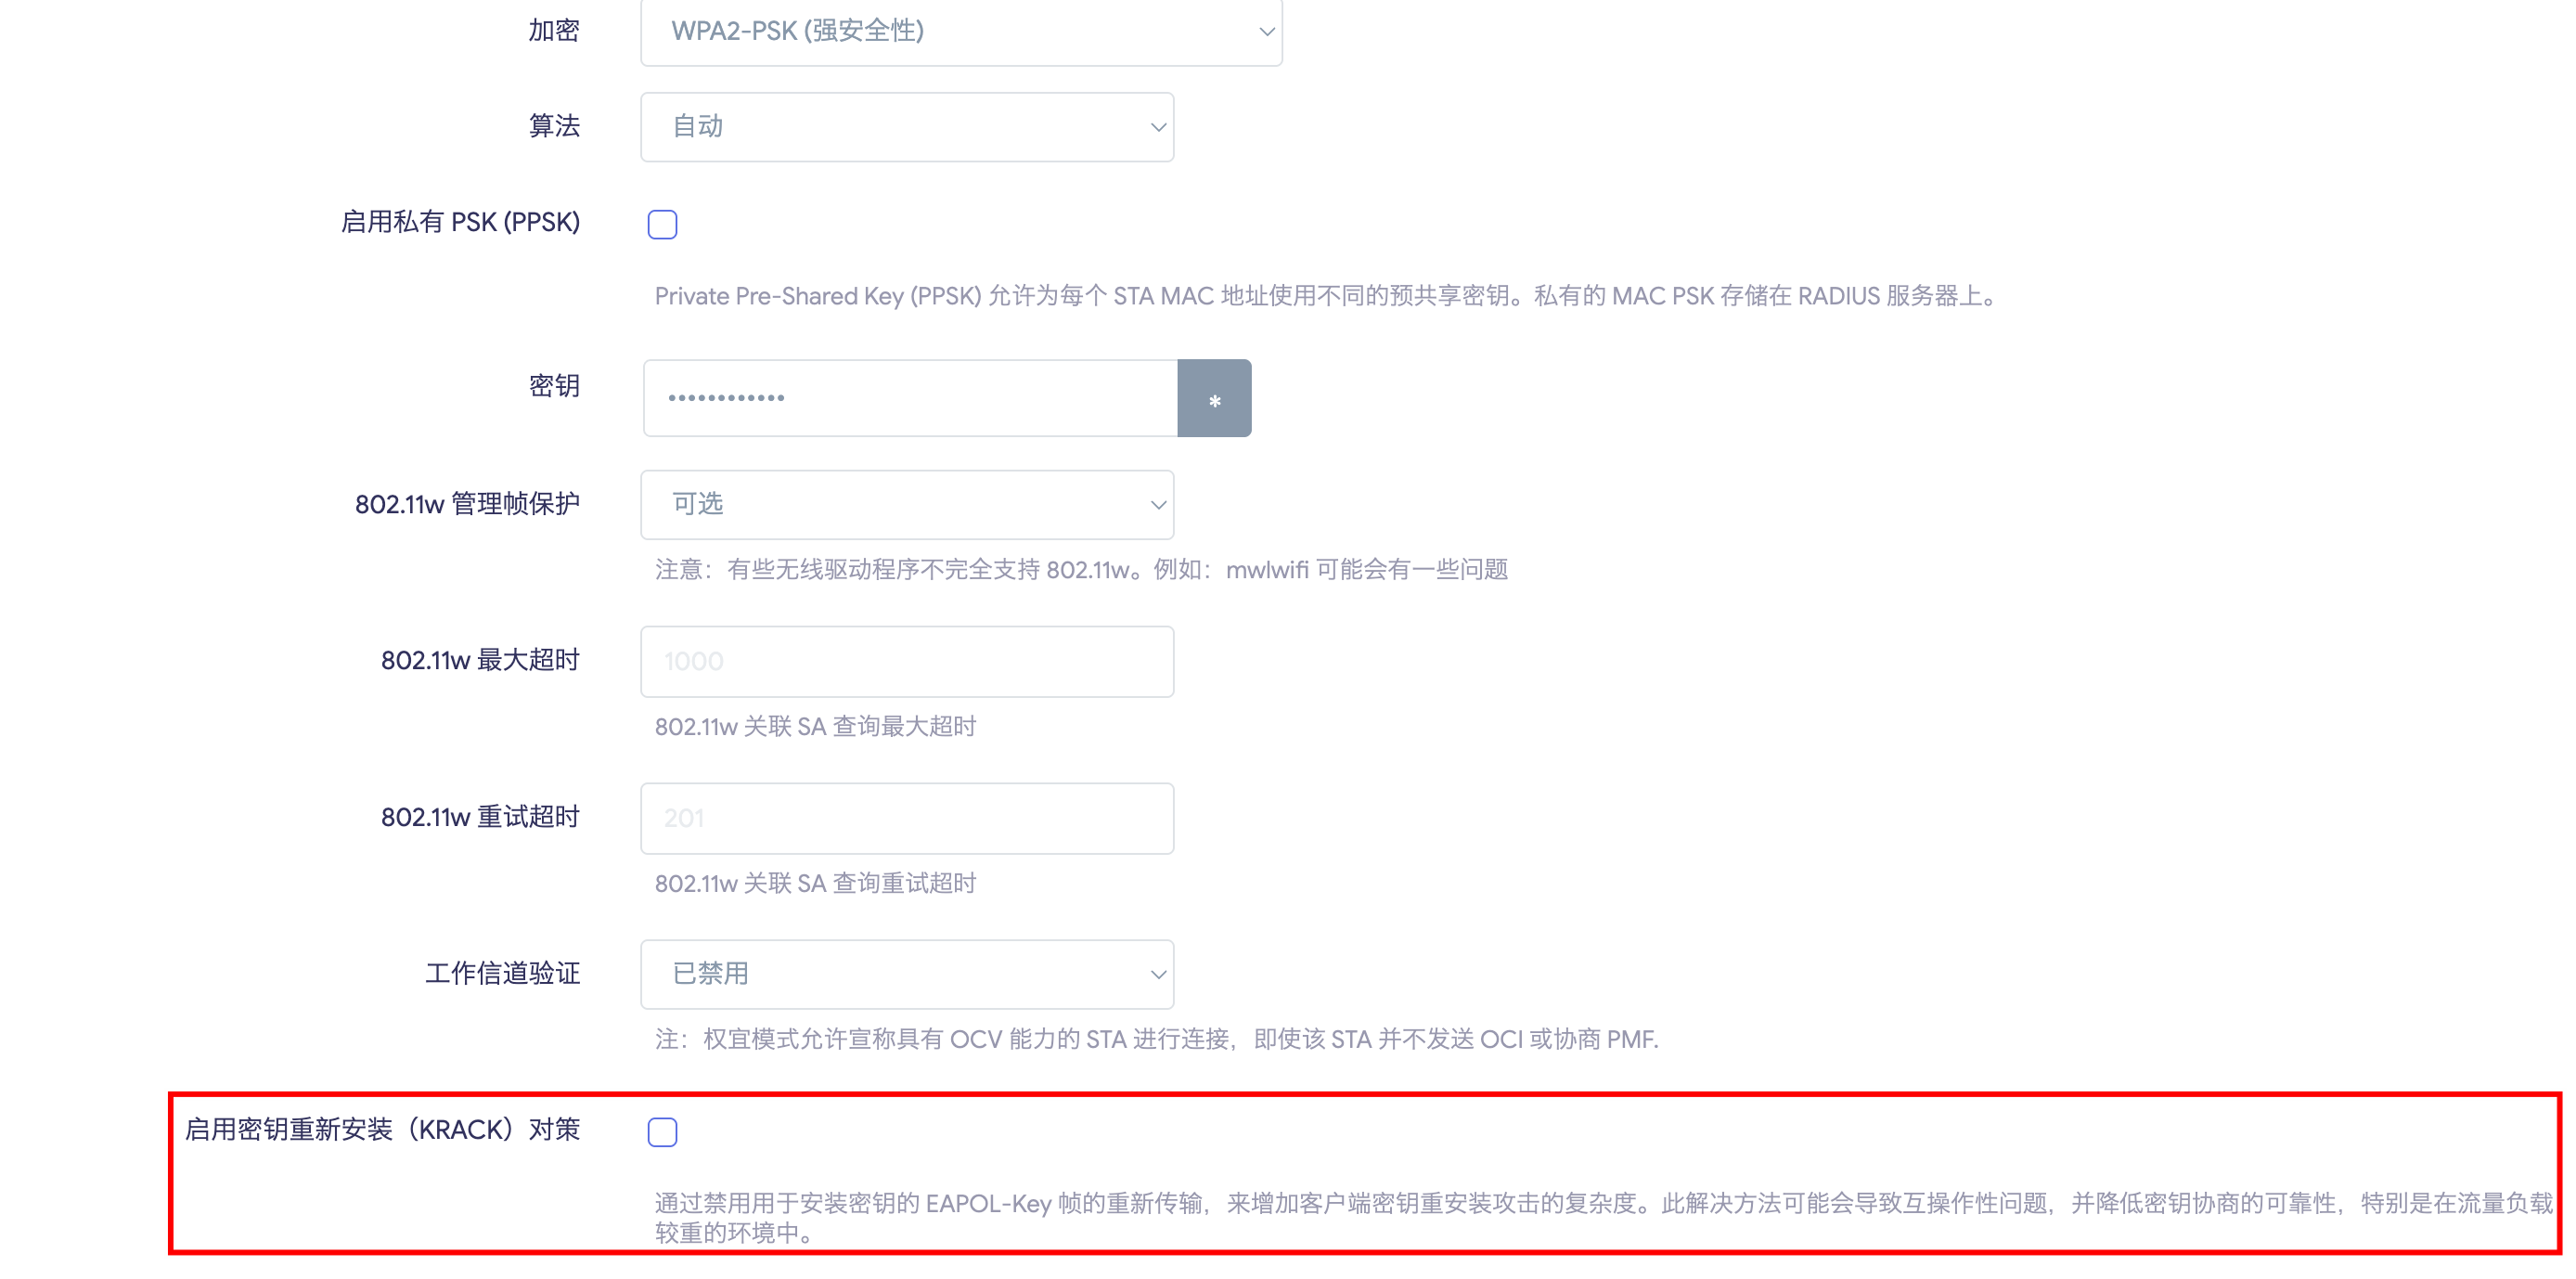 加密
WPA2-PSK (强安全性)
算法
自动
启用私有 PSK (PPSK)
Private Pre-Shared Key (PPSK) 允许为每个 STA MAC 地址使用不同的预共享密钥。私有的 MAC PSK 存储在 RADIUS 服务器上。
密钥
••••••••••••
*
802.11w 管理帧保护
可选
注意：有些无线驱动程序不完全支持 802.11w。例如：mwlwifi 可能会有一些问题
802.11w 最大超时
1000
802.11w 关联 SA 查询最大超时
802.11w 重试超时
201
802.11w 关联 SA 查询重试超时
工作信道验证
已禁用
注：权宜模式允许宣称具有 OCV 能力的 STA 进行连接，即使该 STA 并不发送 OCI 或协商 PMF.
启用密钥重新安装（KRACK）对策
通过禁用用于安装密钥的 EAPOL-Key 帧的重新传输，来增加客户端密钥重安装攻击的复杂度。此解决方法可能会导致互操作性问题，并降低密钥协商的可靠性，特别是在流量负载
较重的环境中。